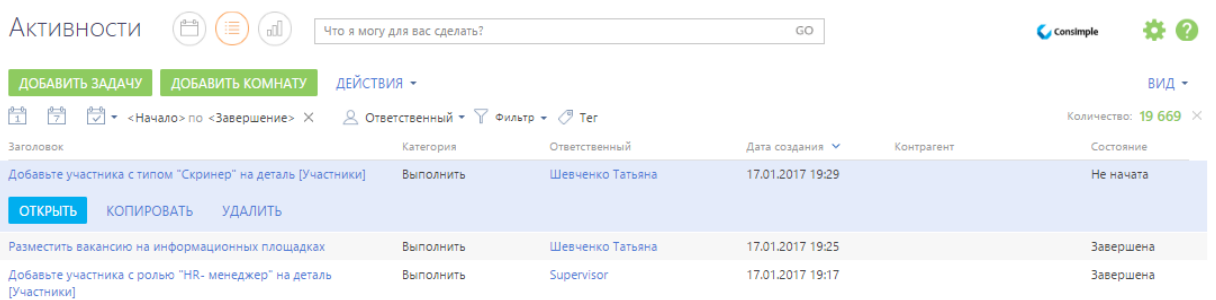 Активности
Что я могу для вас сделать? GO
Consimple
?
ДОБАВИТЬ ЗАДАЧУ ДОБАВИТЬ КОМНАТУ ДЕЙСТВИЯ ВИД
1 7 <Начало> по <Завершение> × Ответственный Фильтр Тег Количество: 19 669 ×
Заголовок Категория Ответственный Дата создания Контрагент Состояние
Добавьте участника с типом "Скринер" на деталь [Участники] Выполнить Шевченко Татьяна 17.01.2017 19:29 Не начата
ОТКРЫТЬ КОПИРОВАТЬ УДАЛИТЬ
Разместить вакансию на информационных площадках Выполнить Шевченко Татьяна 17.01.2017 19:25 Завершена
Добавьте участника с ролью "HR- менеджер" на деталь Выполнить Supervisor 17.01.2017 19:17 Завершена
[Участники]